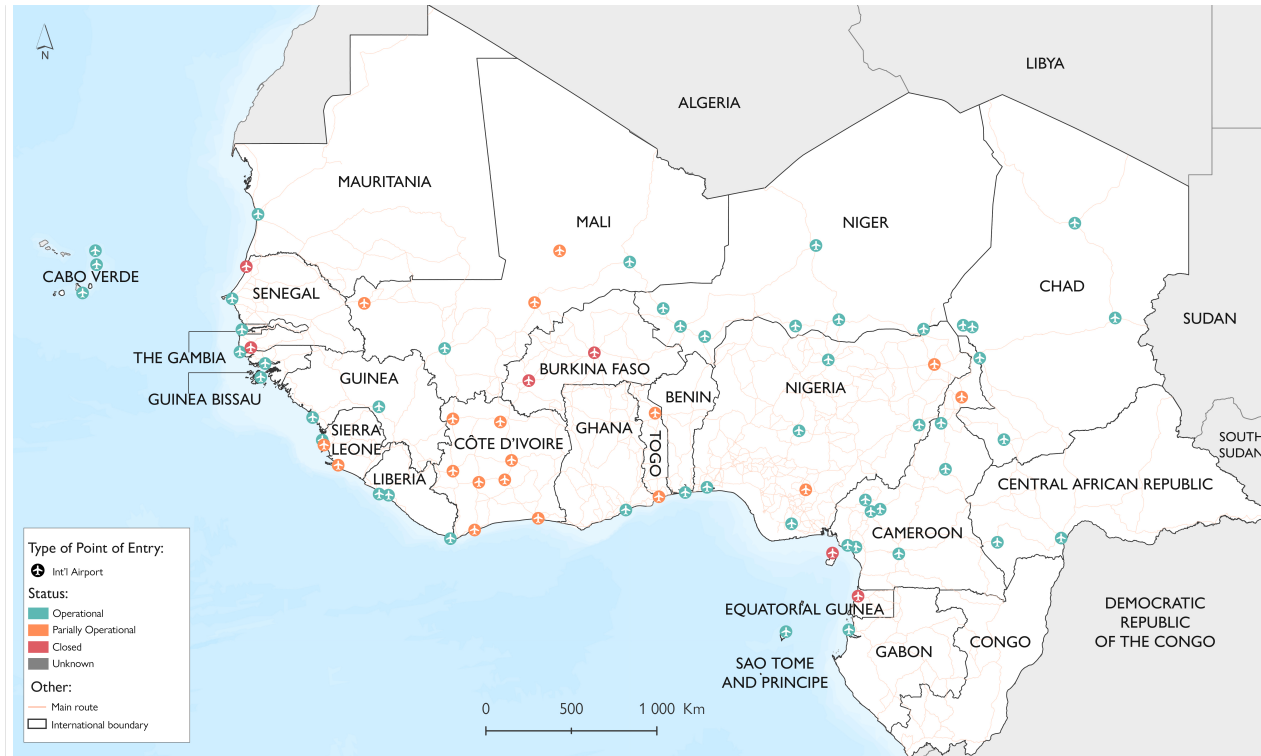 N
LIBYA
ALGERIA
MAURITANIA
MALI
NIGER
CABO VERDE
SENEGAL
CHAD
SUDAN
THE GAMBIA
BURKINA FASO
GUINEA
NIGERIA
BENIN
GUINEA BISSAU
SIERRA
LEONE
CÔTE D'IVOIRE
GHANA
TOGO
SOUTH
SUDAN
LIBERIA
CENTRAL AFRICAN REPUBLIC
CAMEROON
EQUATORIAL GUINEA
DEMOCRATIC
REPUBLIC
OF THE CONGO
GABON
CONGO
SAO TOME
AND PRINCIPE
Type of Point of Entry:
Int'l Airport
Status:
Operational
Parially Operational
Closed
Unknown
Other:
Main route
International boundary
0 500 1 000 Km